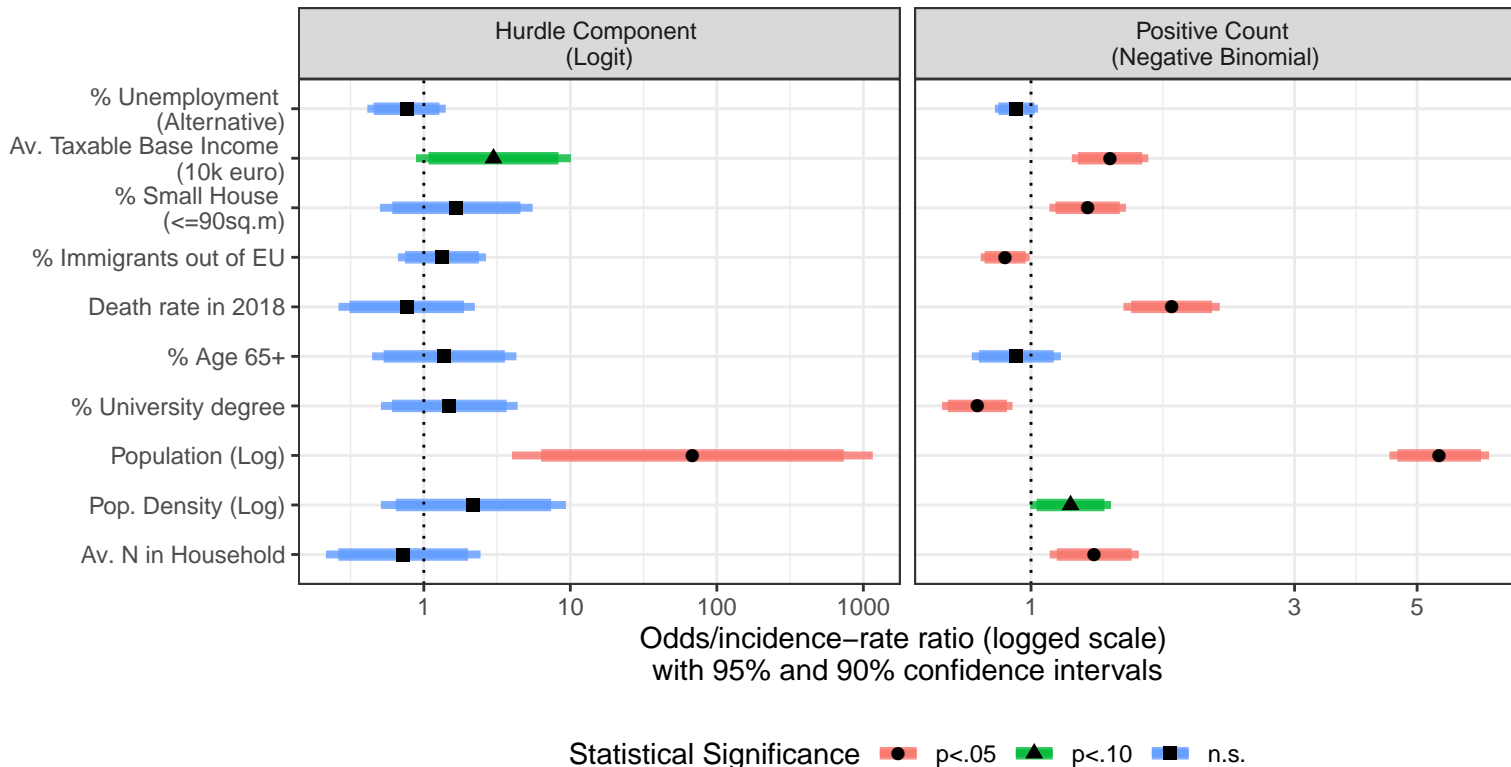 Hurdle Component
(Logit)
Positive Count
(Negative Binomial)
% Unemployment
(Alternative)
Av. Taxable Base Income
(10k euro)
% Small House
(<=90sq.m)
% Immigrants out of EU
Death rate in 2018
% Age 65+
% University degree
Population (Log)
Pop. Density (Log)
Av. N in Household
1 10 100 1000 1 3 5
Odds/incidence−rate ratio (logged scale)
with 95% and 90% confidence intervals
Statistical Significance p<.05 p<.10 n.s.